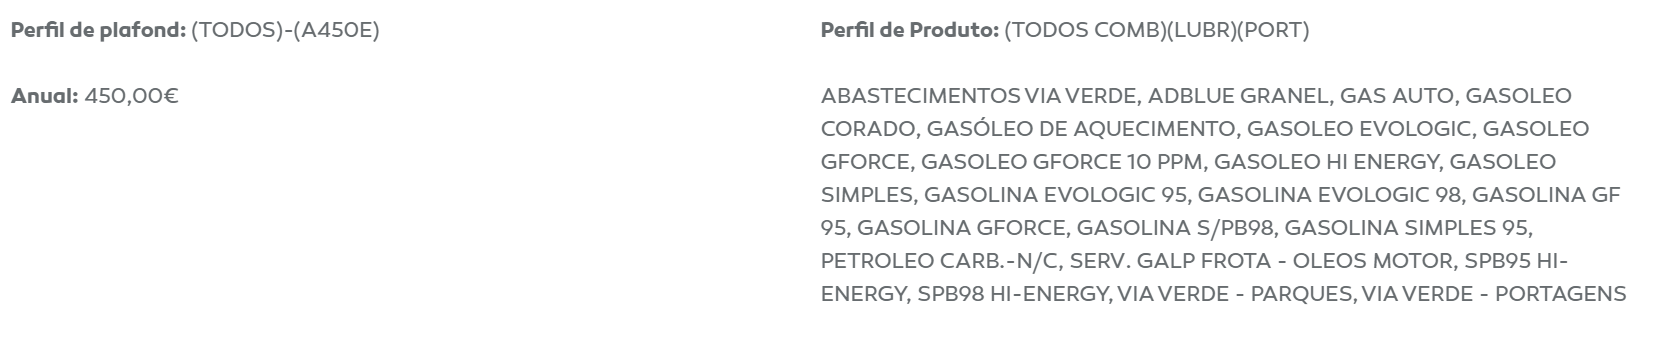 Perfil de plafond: (TODOS)-(A450E)
Anual: 450,00€
Perfil de Produto: (TODOS COMB)(LUBR)(PORT)
ABASTECIMENTOS VIA VERDE, ADBLUE GRANEL, GAS AUTO, GASOLEO
CORADO, GASÓLEO DE AQUECIMENTO, GASOLEO EVOLOGIC, GASOLEO
GFORCE, GASOLEO GFORCE 10 PPM, GASOLEO HI ENERGY, GASOLEO
SIMPLES, GASOLINA EVOLOGIC 95, GASOLINA EVOLOGIC 98, GASOLINA GF
95, GASOLINA GFORCE, GASOLINA S/PB98, GASOLINA SIMPLES 95,
PETROLEO CARB.-N/C, SERV. GALP FROTA - OLEOS MOTOR, SPB95 HI-
ENERGY, SPB98 HI-ENERGY, VIA VERDE - PARQUES, VIA VERDE - PORTAGENS